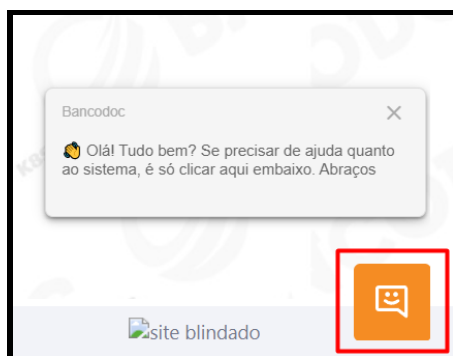 Bancodoc
👋 Olá! Tudo bem? Se precisar de ajuda quanto
ao sistema, é só clicar aqui embaixo. Abraços
site blindado